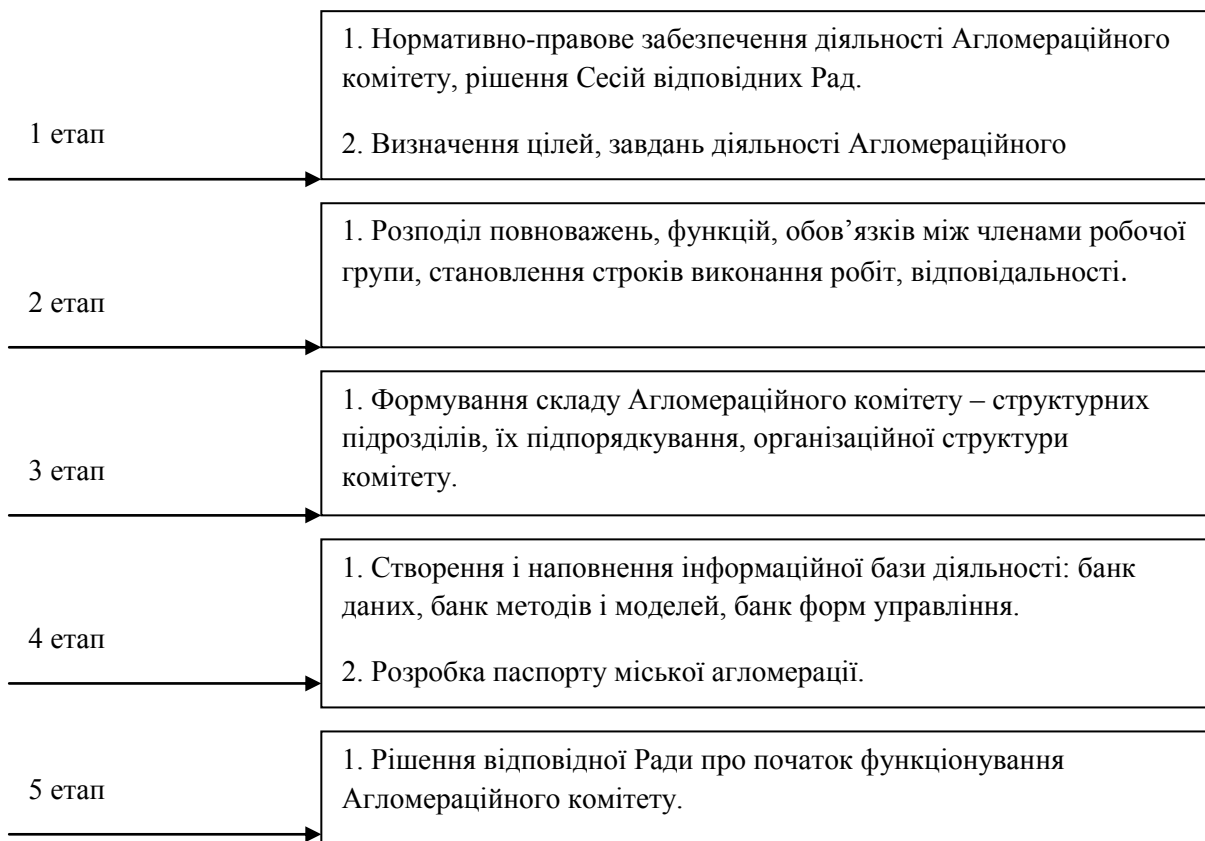 1. Нормативно-правове забезпечення діяльності Агломераційного
комітету, рішення Сесій відповідних Рад.
1 етап
2. Визначення цілей, завдань діяльності Агломераційного
1. Розподіл повноважень, функцій, обов’язків між членами робочої
групи, становлення строків виконання робіт, відповідальності.
2 етап
1. Формування складу Агломераційного комітету – структурних
підрозділів, їх підпорядкування, організаційної структури
комітету.
3 етап
1. Створення і наповнення інформаційної бази діяльності: банк
даних, банк методів і моделей, банк форм управління.
4 етап
2. Розробка паспорту міської агломерації.
1. Рішення відповідної Ради про початок функціонування
Агломераційного комітету.
5 етап